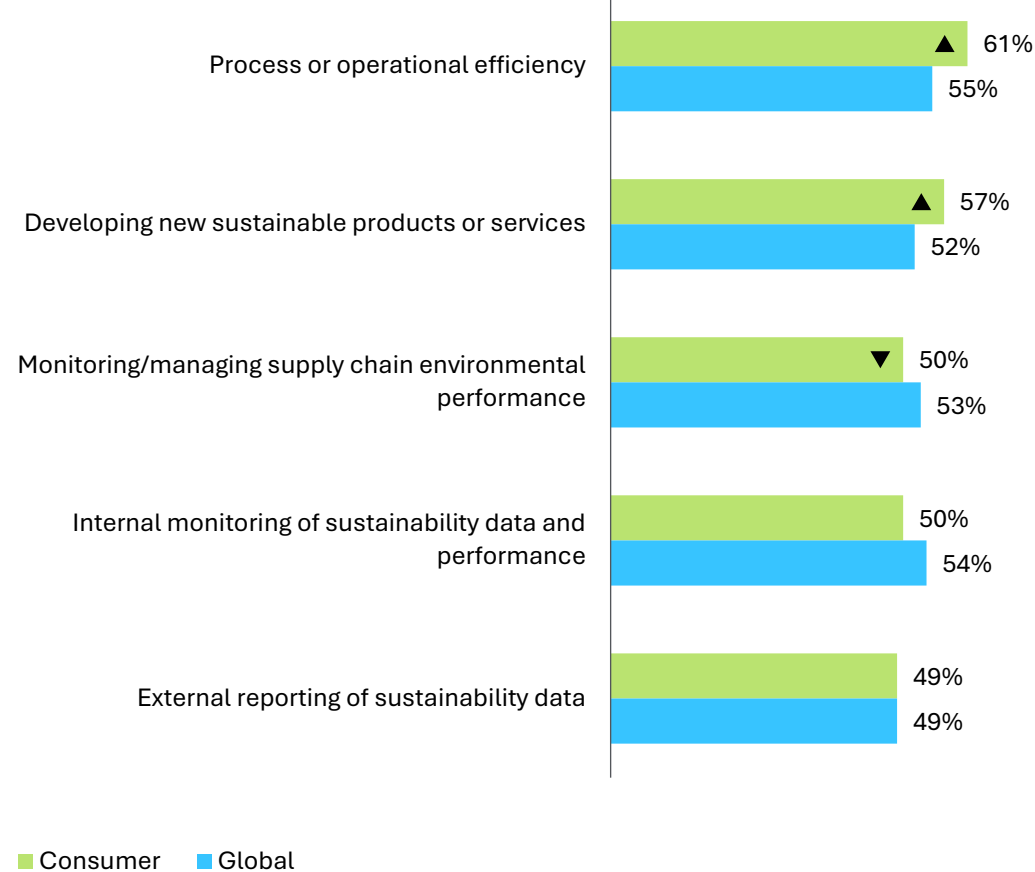 Process or operational efficiency
61%
55%
Developing new sustainable products or services
57%
52%
Monitoring/managing supply chain environmental
performance
50%
53%
Internal monitoring of sustainability data and
performance
50%
54%
External reporting of sustainability data
49%
49%
Consumer Global